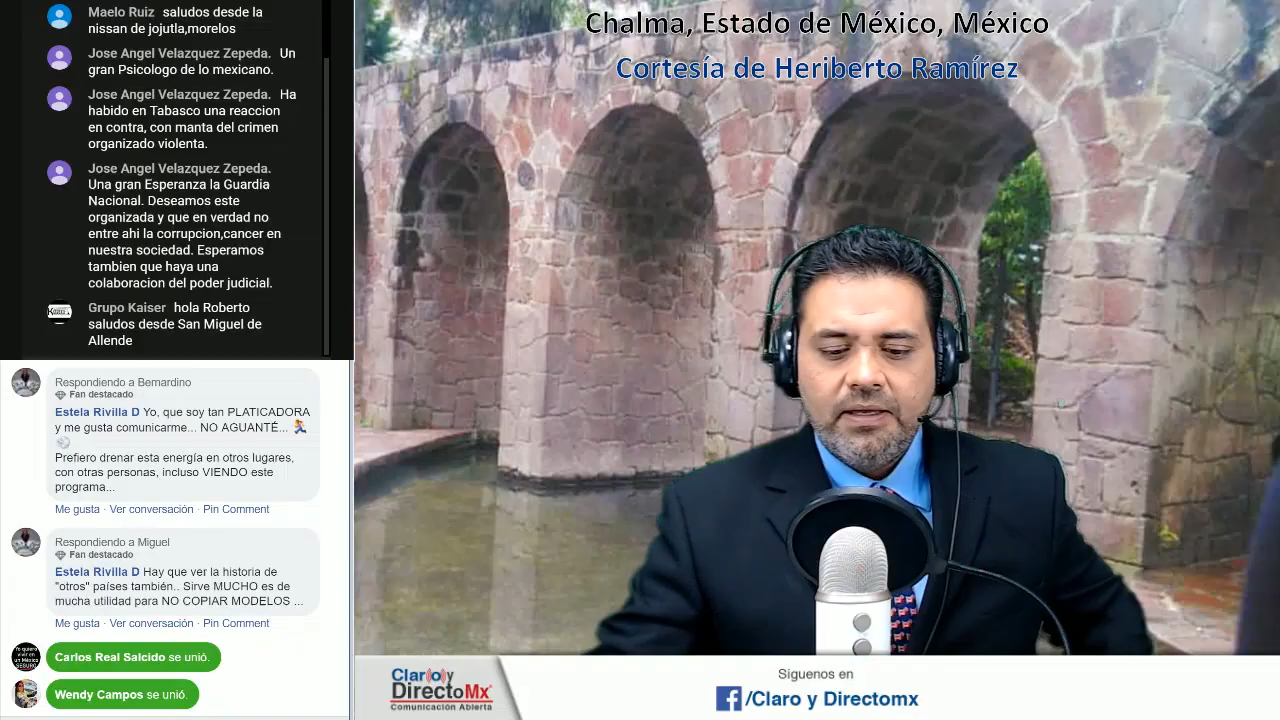 Maelo Ruiz saludos desde la
nissan de jojutla,morelos
Jose Angel Velazquez Zepeda. Un
gran Psicologo de lo mexicano.
Jose Angel Velazquez Zepeda. Ha
habido en Tabasco una reaccion
en contra, con manta del crimen
organizado violenta.
Jose Angel Velazquez Zepeda.
Una gran Esperanza la Guardia
Nacional. Deseamos este
organizada y que en verdad no
entre ahi la corrupcion,cancer en
nuestra sociedad. Esperamos
tambien que haya una
colaboracion del poder judicial.
Grupo Kaiser hola Roberto
saludos desde San Miguel de
Allende
Respondiendo a Bernardino
Fan destacado
Estela Rivilla D Yo, que soy tan PLATICADORA
y me gusta comunicarme... NO AGUANTÉ...
Prefiero drenar esta energía en otros lugares,
con otras personas, incluso VIENDO este
programa...
Me gusta · Ver conversación · Pin Comment
Respondiendo a Miguel
Fan destacado
Estela Rivilla D Hay que ver la historia de
"otros" países también.. Sirve MUCHO es de
mucha utilidad para NO COPIAR MODELOS ...
Me gusta · Ver conversación · Pin Comment
Carlos Real Salcido se unió.
Wendy Campos se unió.
Chalma, Estado de México, México
Cortesía de Heriberto Ramírez
Claro y
DirectoMx
Comunicación Abierta
Síguenos en
/Claro y Directomx